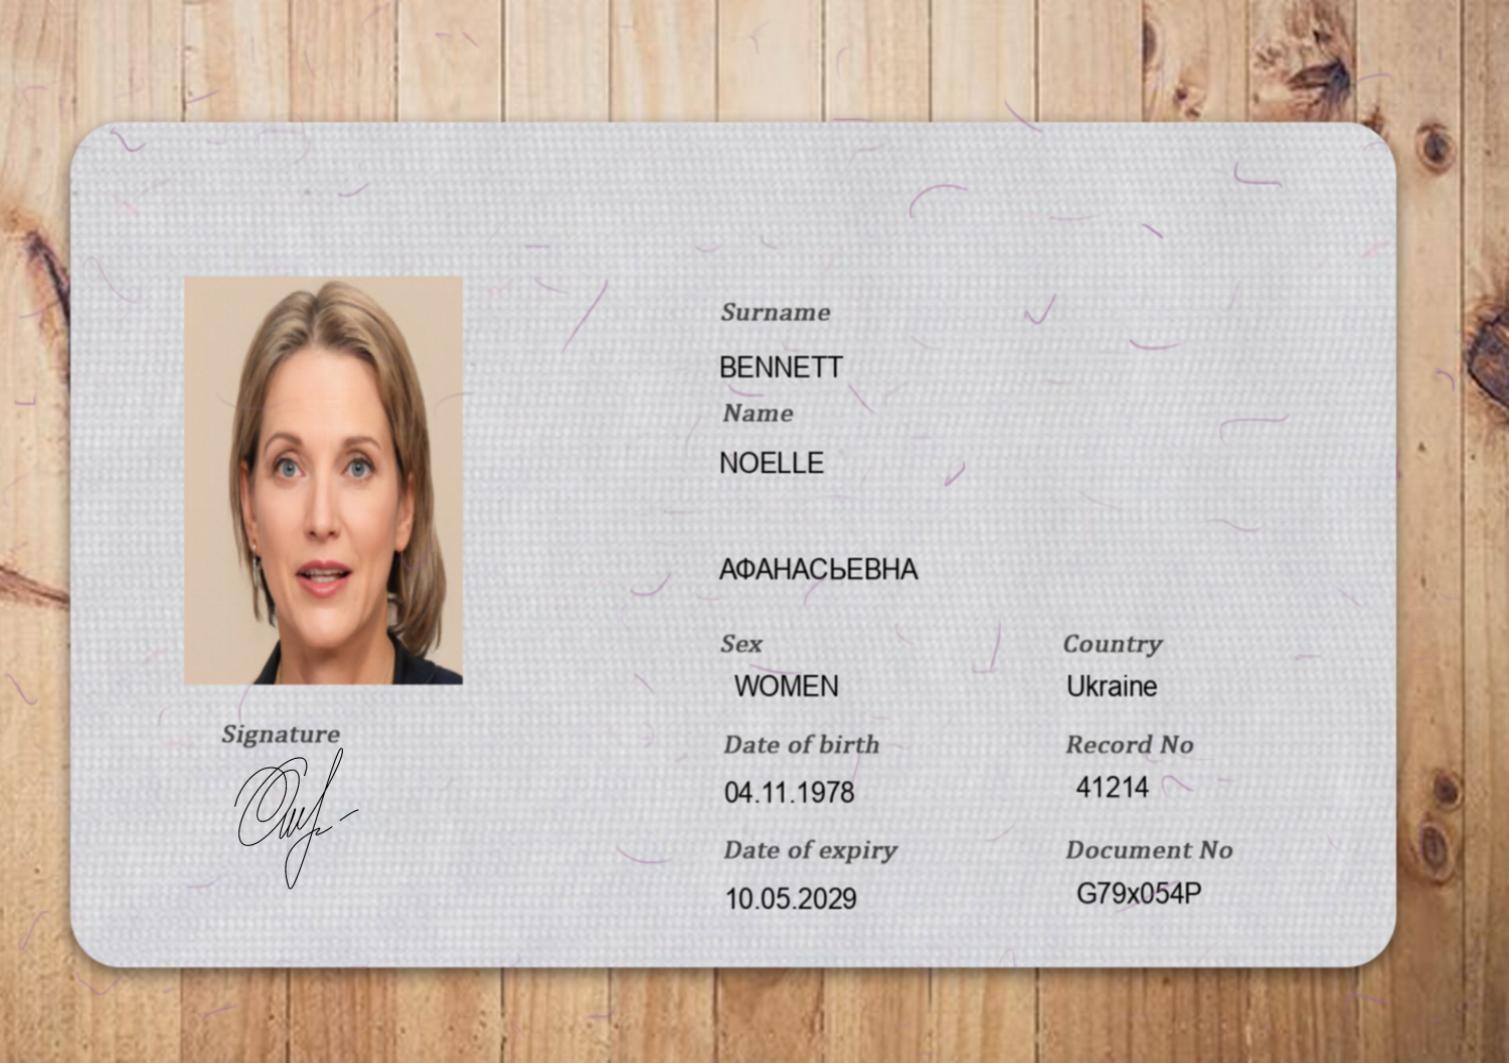 Surname
BENNETT
Name
NOELLE
АФАНАСЬЕВНА
Sex
Country
WOMEN
Ukraine
Signature
Date of birth
Record No
04.11.1978
41214
Date of expiry
Document No
10.05.2029
G79x054P